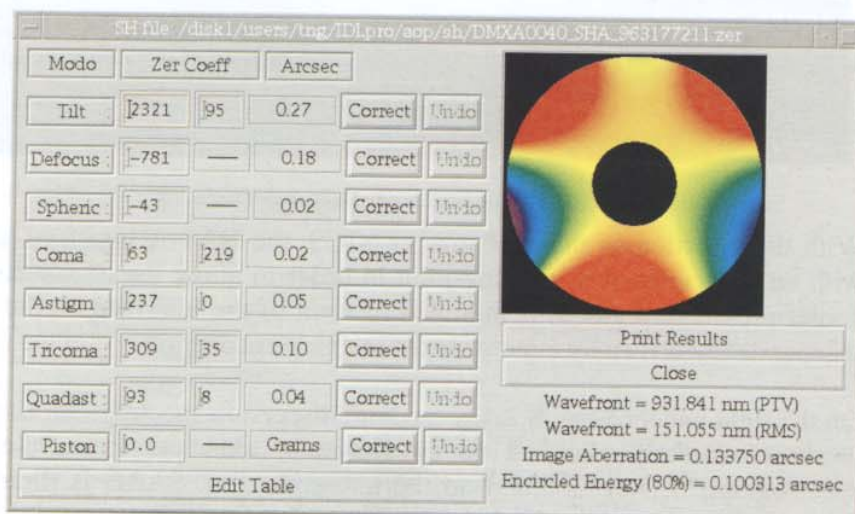 SH file /disk1/users/tng/IDLpro/aop/sh/DMXA0040_SHA_963177211.zer
Modo Zer Coeff Arcsec
Tilt 2321 95 0.27 Correct Undo
Defocus : -781 — 0.18 Correct Undo
Spheric : -43 — 0.02 Correct Undo
Coma 63 219 0.02 Correct Undo
Astigm 237 0 0.05 Correct Undo
Tricoma : 309 35 0.10 Correct Undo
Quadast : 93 8 0.04 Correct Undo
Piston 0.0 — Grams Correct Undo
Edit Table
Print Results
Close
Wavefront = 931.841 nm (PTV)
Wavefront = 151.055 nm (RMS)
Image Aberration = 0.133750 arcsec
Encircled Energy (80%) = 0.100313 arcsec